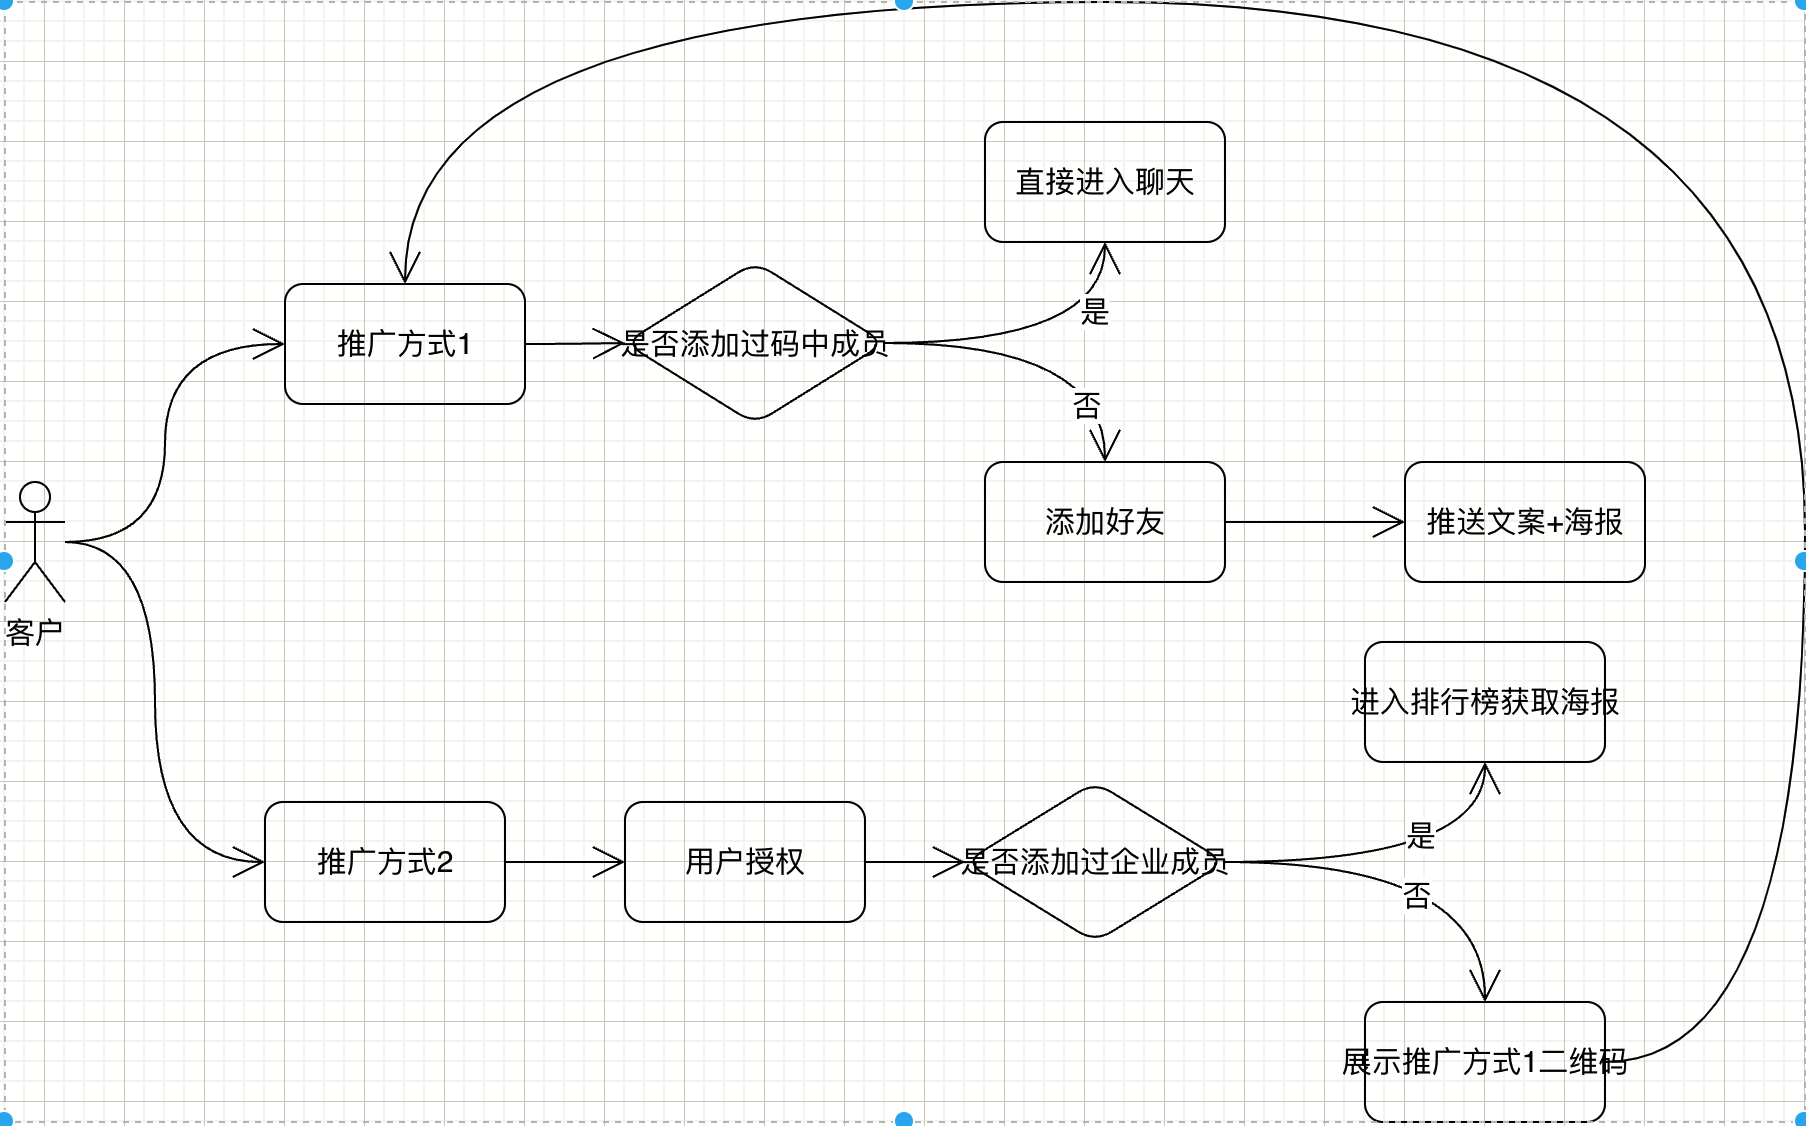 直接进入聊天
推广方式1
是否添加过码中成员
是
否
添加好友
推送文案+海报
客户
进入排行榜获取海报
推广方式2
用户授权
是否添加过企业成员
是
否
展示推广方式1二维码